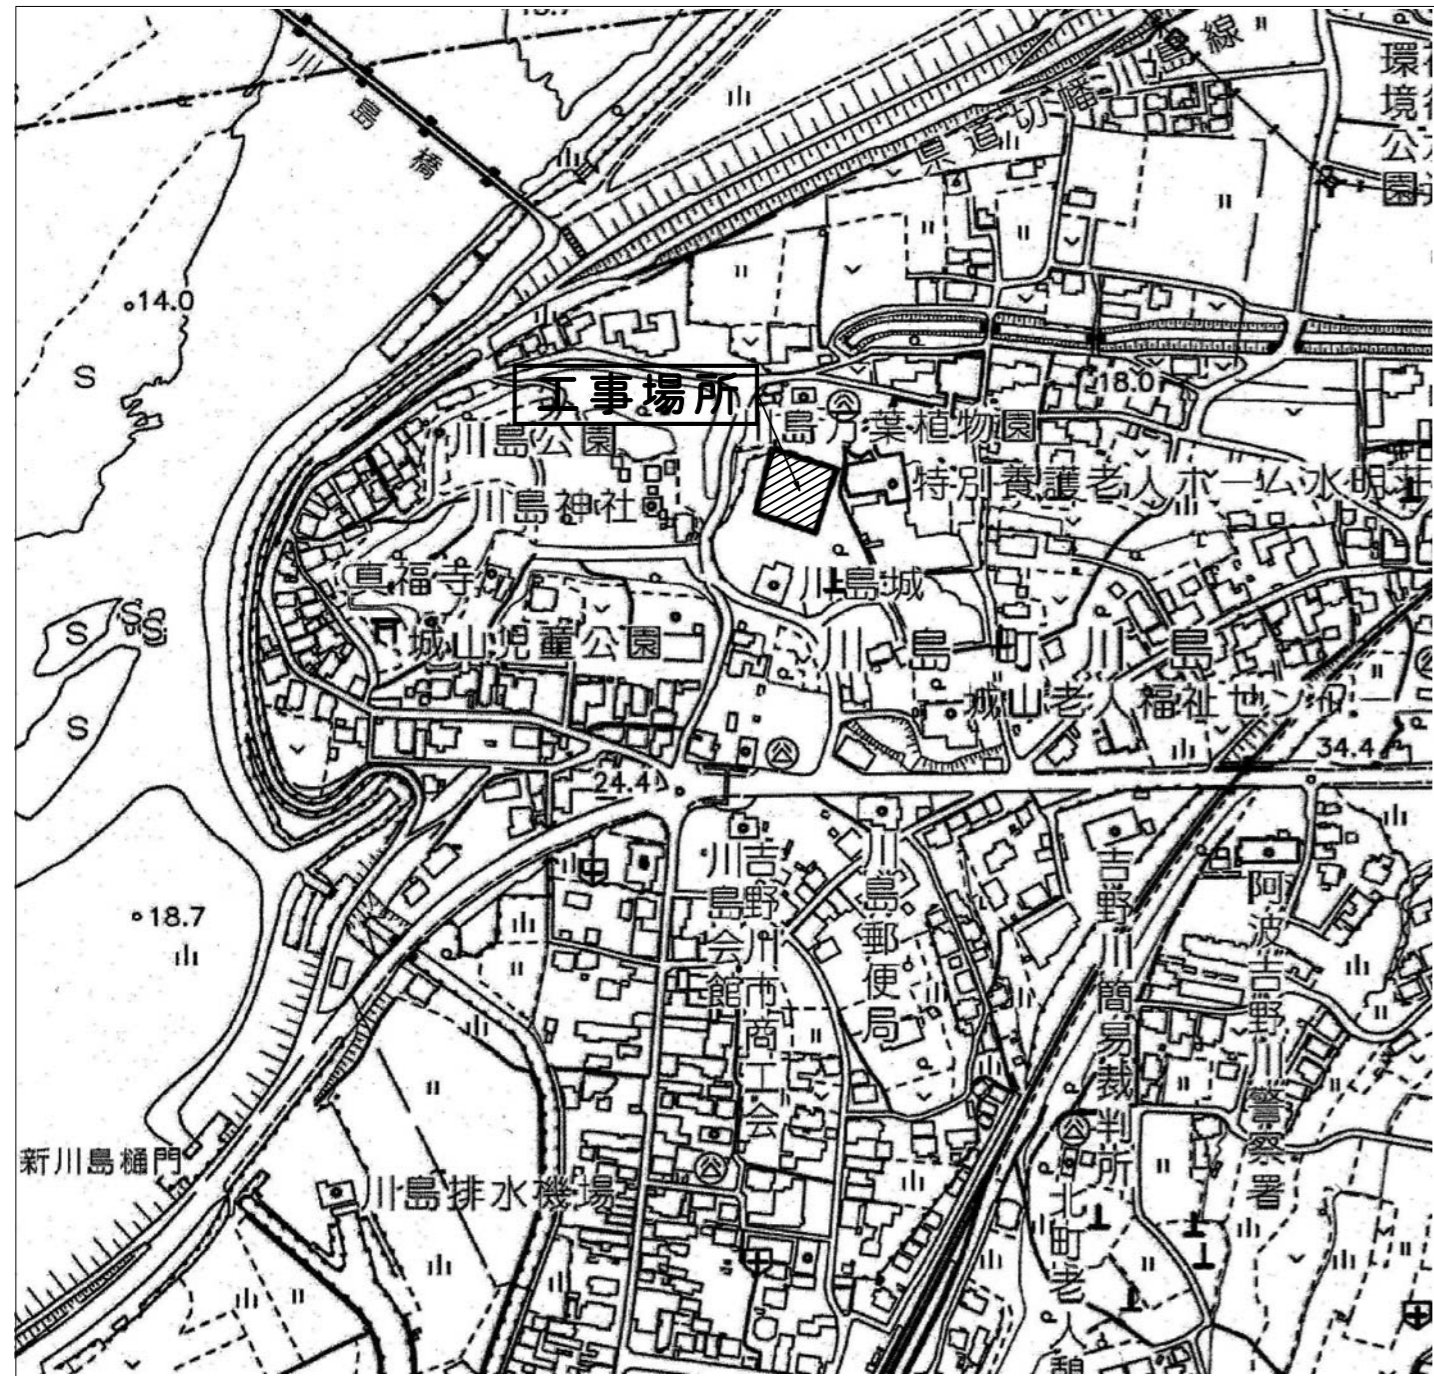 川島橋
県道切幡川島線
環境公園
14.0
S
工事場所
18.0
川島万葉植物園
川島公園
特別養護老人ホーム水明荘
川島神社
真福寺
川島城
城山児童公園
川島町川島
S
S
S
S
城山老人福祉センター
34.4
24.4
18.7
川島会館
吉野川市商工会
川島郵便局
吉野川簡易裁判所
阿波吉野川警察署
新川島樋門
川島排水機場
北町老人憩